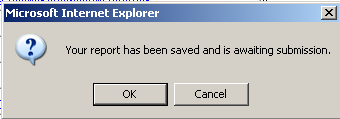 Microsoft Internet Explorer
Your report has been saved and is awaiting submission.
OK
Cancel